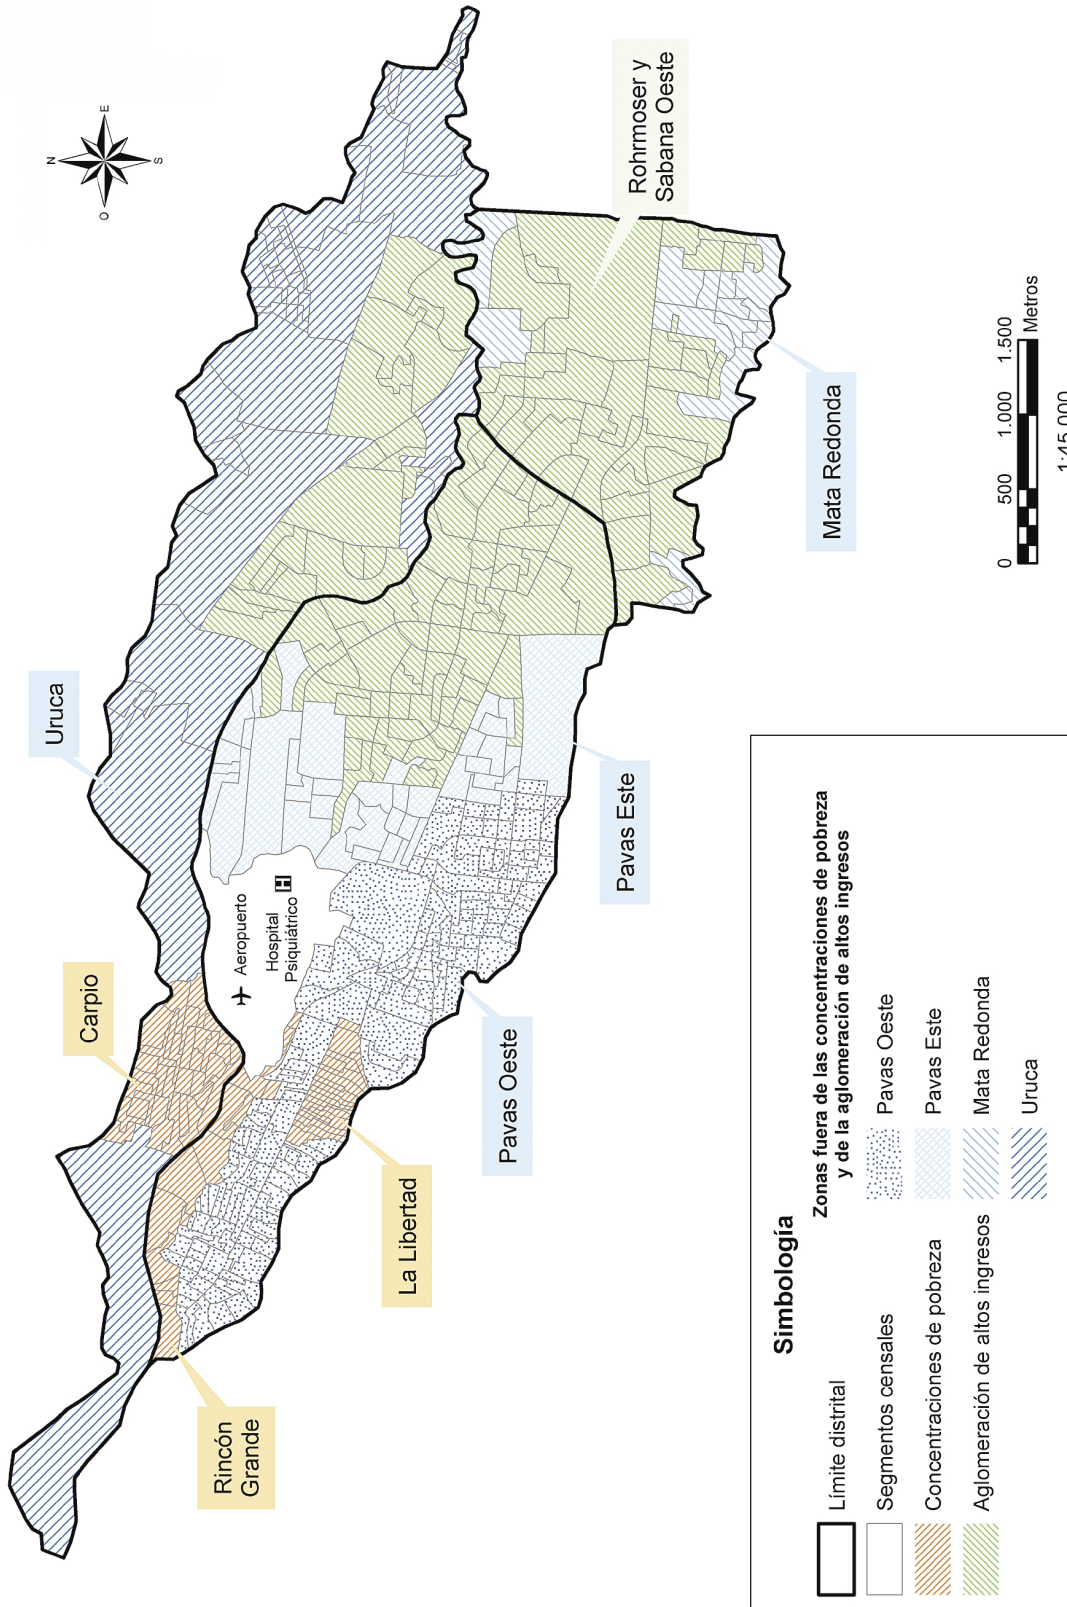 N
O
E
S
Uruca
Carpio
Rincón
Grande
Aeropuerto
H
Hospital
Psiquiátrico
La Libertad
Pavas Oeste
Pavas Este
Mata Redonda
Rohrmoser y
Sabana Oeste
0 500 1.000 1.500
Metros
1:45.000
Simbología
Límite distrital
Segmentos censales
Concentraciones de pobreza
Aglomeración de altos ingresos
Zonas fuera de las concentraciones de pobreza
y de la aglomeración de altos ingresos
Pavas Oeste
Pavas Este
Mata Redonda
Uruca